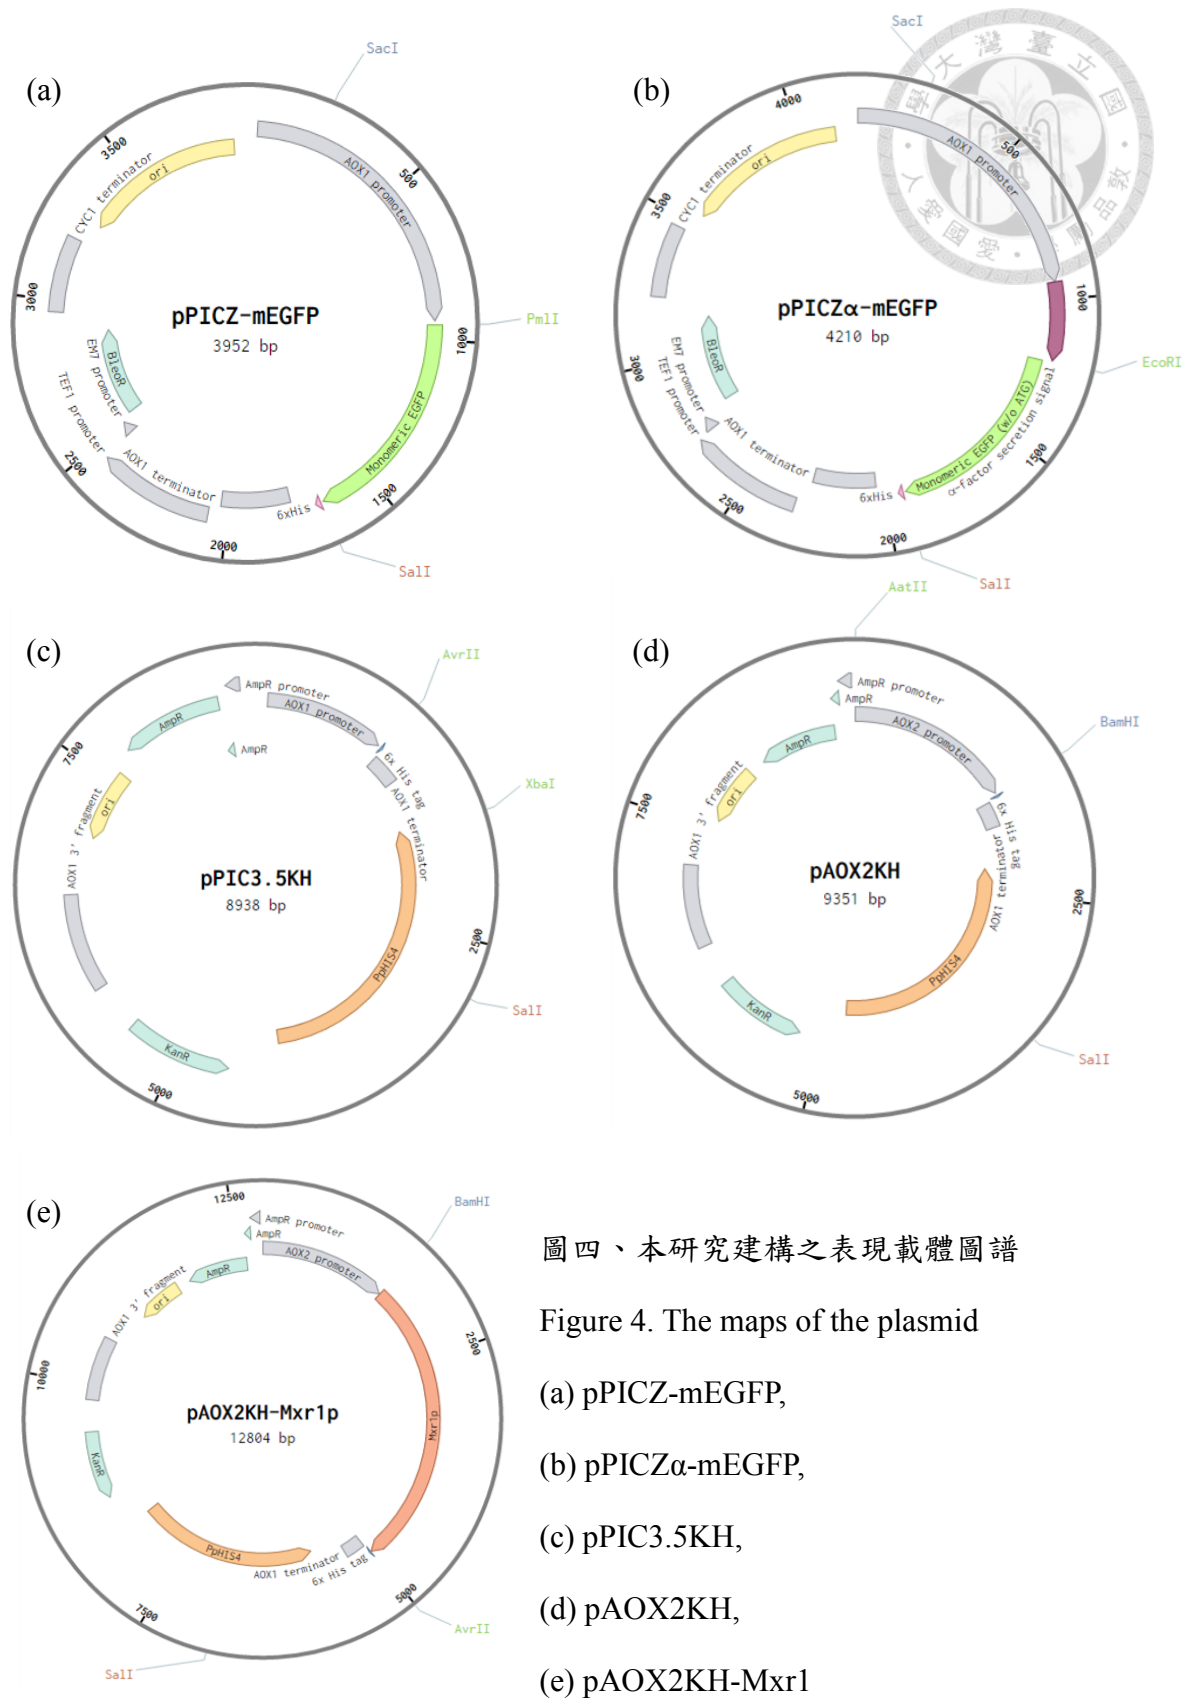 (a)
SacI
AOX1 promoter
500
PmlI
1000
Monomeric EGFP
1500
SalI
6xHis
2000
AOX1 terminator
TEF1 promoter
2500
EM7 promoter
BleoR
3000
CYC1 terminator
ori
3500
pPICZ-mEGFP
3952 bp
(b)
SacI
AOX1 promoter
500
1000
EcoRI
α-factor secretion signal
Monomeric EGFP (w/o ATG)
1500
SalI
6xHis
2000
AOX1 terminator
2500
TEF1 promoter
EM7 promoter
BleoR
3000
CYC1 terminator
3500
ori
4000
pPICZα-mEGFP
4210 bp
國立臺灣大學
(c)
AvrII
AmpR promoter
AOX1 promoter
AmpR
AmpR
6x His tag
AOX1 terminator
XbaI
PpHIS4
2500
SalI
KanR
5000
AOX1 3' fragment
ori
7500
pPIC3.5KH
8938 bp
(d)
AatII
AmpR promoter
AmpR
AOX2 promoter
AmpR
BamHI
6x His tag
AOX1 terminator
2500
PpHIS4
SalI
KanR
5000
AOX1 3' fragment
ori
7500
pAOX2KH
9351 bp
(e)
12500
AmpR promoter
AmpR
AOX2 promoter
AmpR
BamHI
2500
Mxr1p
5000
AvrII
6x His tag
AOX1 terminator
PpHIS4
7500
SalI
KanR
10000
AOX1 3' fragment
ori
pAOX2KH-Mxr1p
12804 bp
圖四、本研究建構之表現載體圖譜
Figure 4. The maps of the plasmid
(a) pPICZ-mEGFP,
(b) pPICZα-mEGFP,
(c) pPIC3.5KH,
(d) pAOX2KH,
(e) pAOX2KH-Mxr1